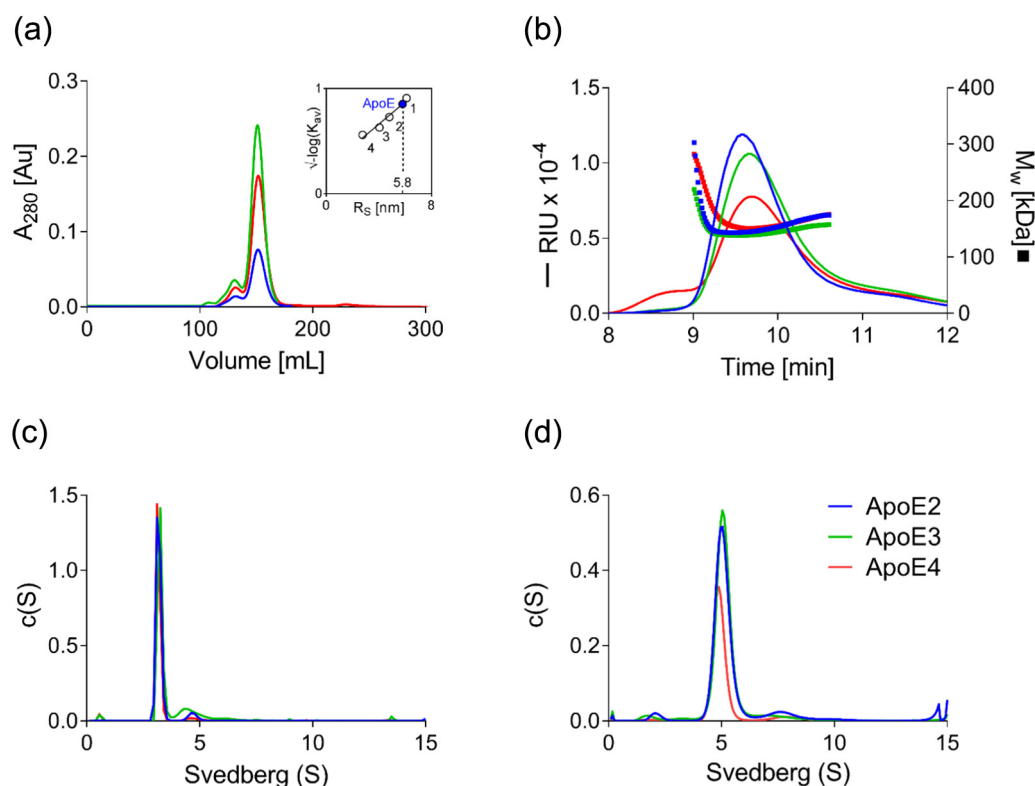 (a)
A280 [Au]
0.3
0.2
0.1
0.0
0
100
200
300
Volume [mL]
√-log(Kav)
1
0
ApoE
1
2
3
4
5.8
0
8
RS [nm]
(b)
— RIU x 10-4
1.5
1.0
0.5
0.0
8
9
10
11
12
Time [min]
400
300
200
100
0
Mw [kDa] ■
(c)
c(S)
1.5
1.0
0.5
0.0
0
5
10
15
Svedberg (S)
(d)
c(S)
0.6
0.4
0.2
0.0
0
5
10
15
Svedberg (S)
ApoE2
ApoE3
ApoE4